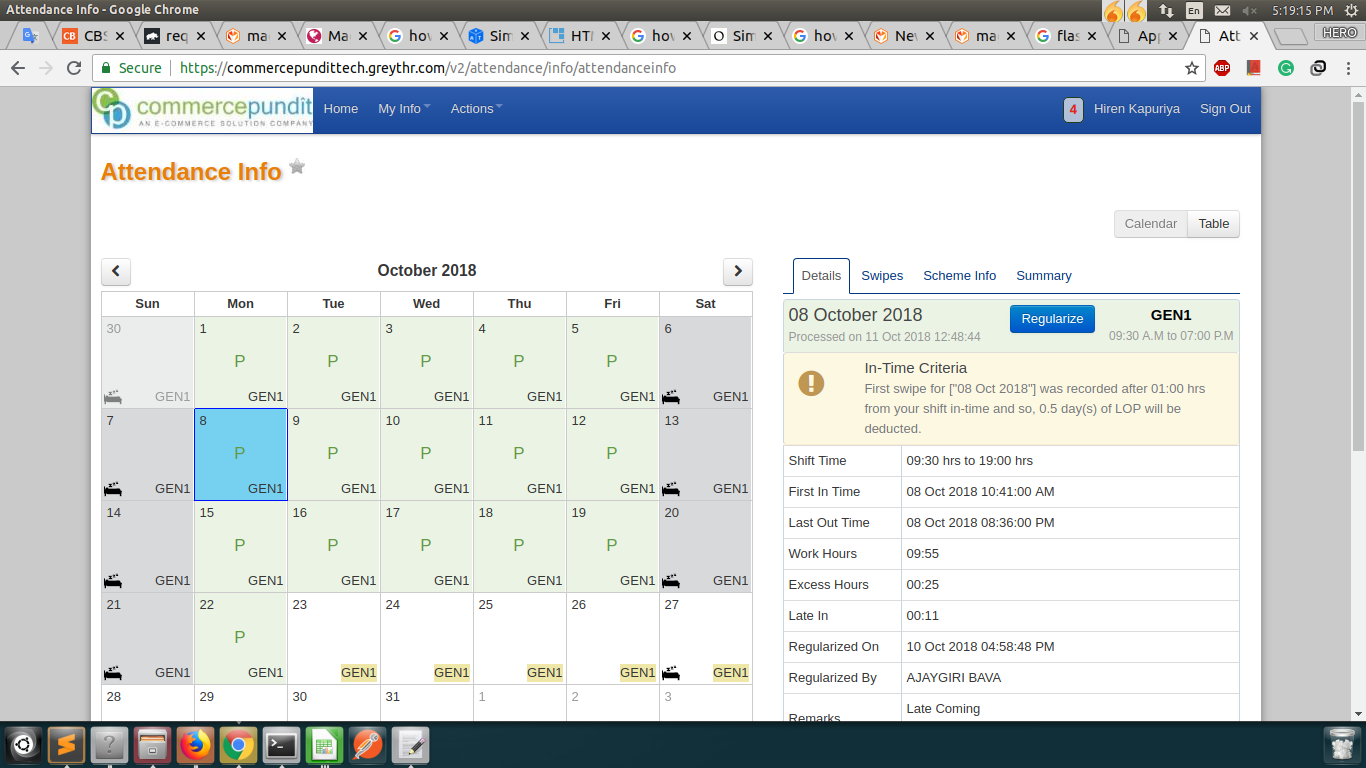 Attendance Info - Google Chrome
En
5:19:15 PM
CB CBS
req
ma
Ma
how
Sim
HT
how
O Sim
how
Nev
ma
flas
App
Att
HERO
Secure
https://commercepundittech.greythr.com/v2/attendance/info/attendanceinfo
ABP
commercepundit
AN E-COMMERCE SOLUTION COMPANY
Home
My Info
Actions
4
Hiren Kapuriya
Sign Out
Attendance Info
Calendar
Table
October 2018
Sun Mon Tue Wed Thu Fri Sat
30 1 2 3 4 5 6
P P P P P
GEN1 GEN1 GEN1 GEN1 GEN1 GEN1 GEN1
7 8 9 10 11 12 13
P P P P P
GEN1 GEN1 GEN1 GEN1 GEN1 GEN1 GEN1
14 15 16 17 18 19 20
P P P P P
GEN1 GEN1 GEN1 GEN1 GEN1 GEN1 GEN1
21 22 23 24 25 26 27
P
GEN1 GEN1 GEN1 GEN1 GEN1 GEN1 GEN1
28 29 30 31 1 2 3
Details Swipes Scheme Info Summary
08 October 2018
Regularize
GEN1
Processed on 11 Oct 2018 12:48:44
09:30 A.M to 07:00 P.M
In-Time Criteria
First swipe for ["08 Oct 2018"] was recorded after 01:00 hrs
from your shift in-time and so, 0.5 day(s) of LOP will be
deducted.
Shift Time 09:30 hrs to 19:00 hrs
First In Time 08 Oct 2018 10:41:00 AM
Last Out Time 08 Oct 2018 08:36:00 PM
Work Hours 09:55
Excess Hours 00:25
Late In 00:11
Regularized On 10 Oct 2018 04:58:48 PM
Regularized By AJAYGIRI BAVA
Remarks Late Coming